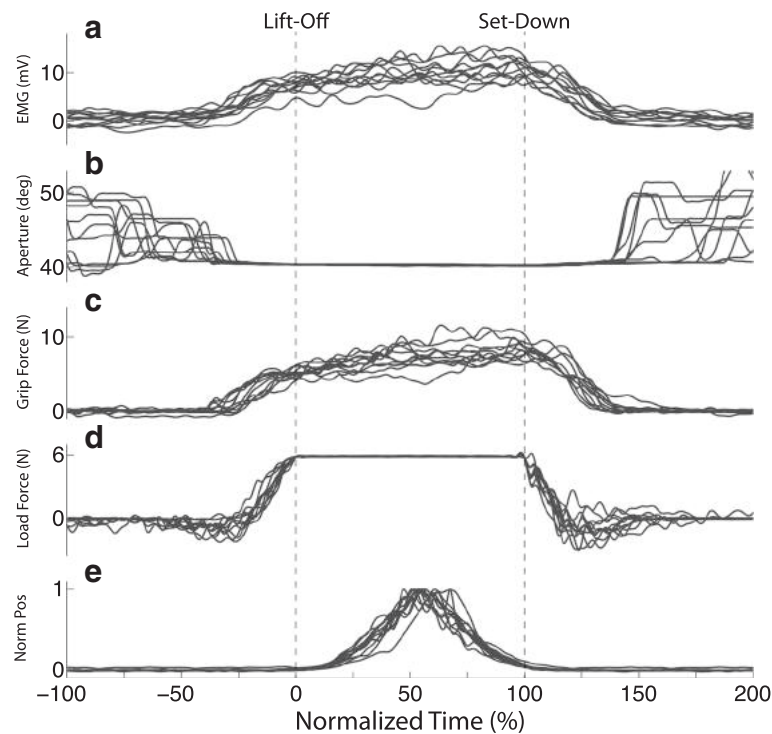 Lift-Off Set-Down
a
EMG (mV)
10
0
b
Aperture (deg)
50
40
c
Grip Force (N)
10
0
d
Load Force (N)
6
0
e
Norm Pos
1
0
−100 −50 0 50 100 150 200
Normalized Time (%)